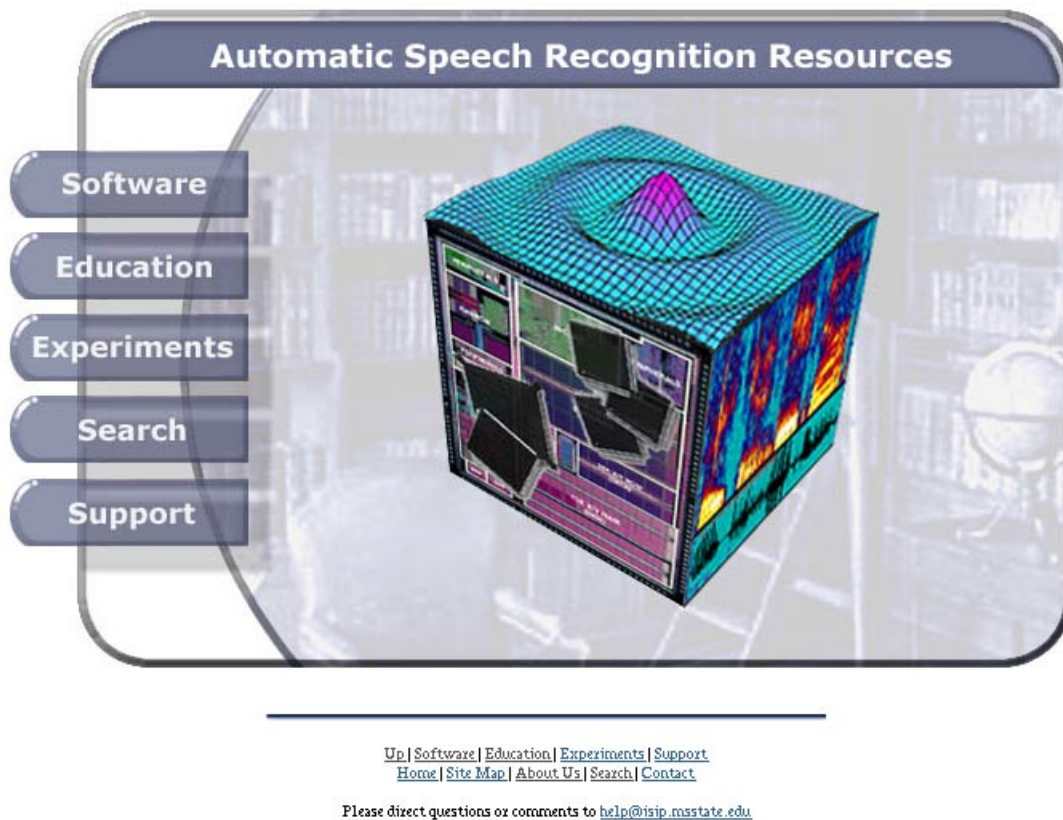 Automatic Speech Recognition Resources
Software
Education
Experiments
Search
Support
Up | Software | Education | Experiments | Support
Home | Site Map | About Us | Search | Contact
Please direct questions or comments to help@isip.msstate.edu